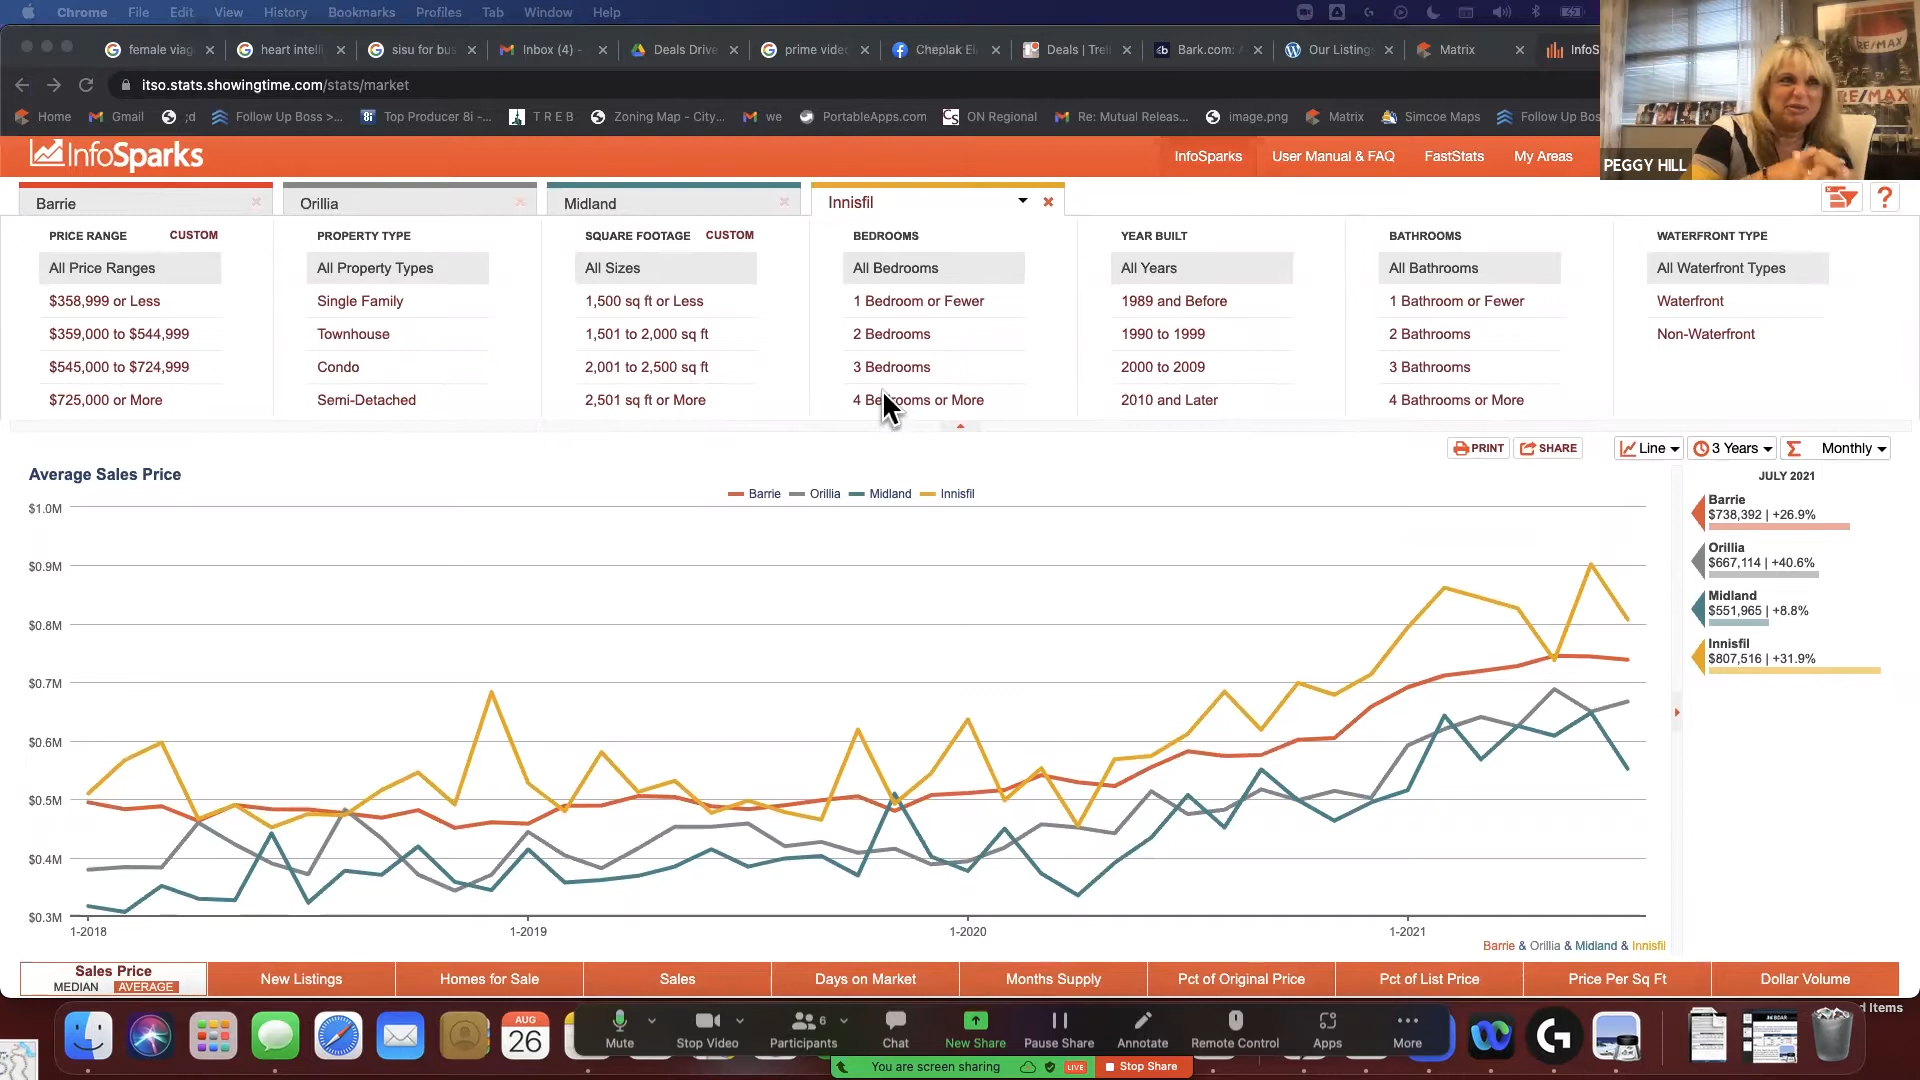 Chrome File Edit View History Bookmarks Profiles Tab Window Help
female viag heart intelli sisu for bus Inbox (4) - Deals Drive prime video Cheplak El Deals | Trell Bark.com: A Our Listing Matrix InfoS
itso.stats.showingtime.com/stats/market
Home Gmail ;d Follow Up Boss >... Top Producer 8i -... T R E B Zoning Map - City... we PortableApps.com ON Regional Re: Mutual Releas... image.png Matrix Simcoe Maps Follow Up Bos
RE/MAX
RE/MAX
PEGGY HILL
InfoSparks
InfoSparks User Manual & FAQ FastStats My Areas
Barrie Orillia Midland Innisfil
?
PRICE RANGE CUSTOM PROPERTY TYPE SQUARE FOOTAGE CUSTOM BEDROOMS YEAR BUILT BATHROOMS WATERFRONT TYPE
All Price Ranges All Property Types All Sizes All Bedrooms All Years All Bathrooms All Waterfront Types
$358,999 or Less Single Family 1,500 sq ft or Less 1 Bedroom or Fewer 1989 and Before 1 Bathroom or Fewer Waterfront
$359,000 to $544,999 Townhouse 1,501 to 2,000 sq ft 2 Bedrooms 1990 to 1999 2 Bathrooms Non-Waterfront
$545,000 to $724,999 Condo 2,001 to 2,500 sq ft 3 Bedrooms 2000 to 2009 3 Bathrooms
$725,000 or More Semi-Detached 2,501 sq ft or More 4 Bedrooms or More 2010 and Later 4 Bathrooms or More
PRINT SHARE Line 3 Years Monthly
Average Sales Price
Barrie Orillia Midland Innisfil
JULY 2021
Barrie
$738,392 | +26.9%
Orillia
$667,114 | +40.6%
Midland
$551,965 | +8.8%
Innisfil
$807,516 | +31.9%
$1.0M
$0.9M
$0.8M
$0.7M
$0.6M
$0.5M
$0.4M
$0.3M
1-2018 1-2019 1-2020 1-2021
Barrie & Orillia & Midland & Innisfil
Sales Price
MEDIAN AVERAGE
New Listings Homes for Sale Sales Days on Market Months Supply Pct of Original Price Pct of List Price Price Per Sq Ft Dollar Volume
d Items
AUG
26
6
Mute Stop Video Participants Chat New Share Pause Share Annotate Remote Control Apps More
You are screen sharing LIVE Stop Share